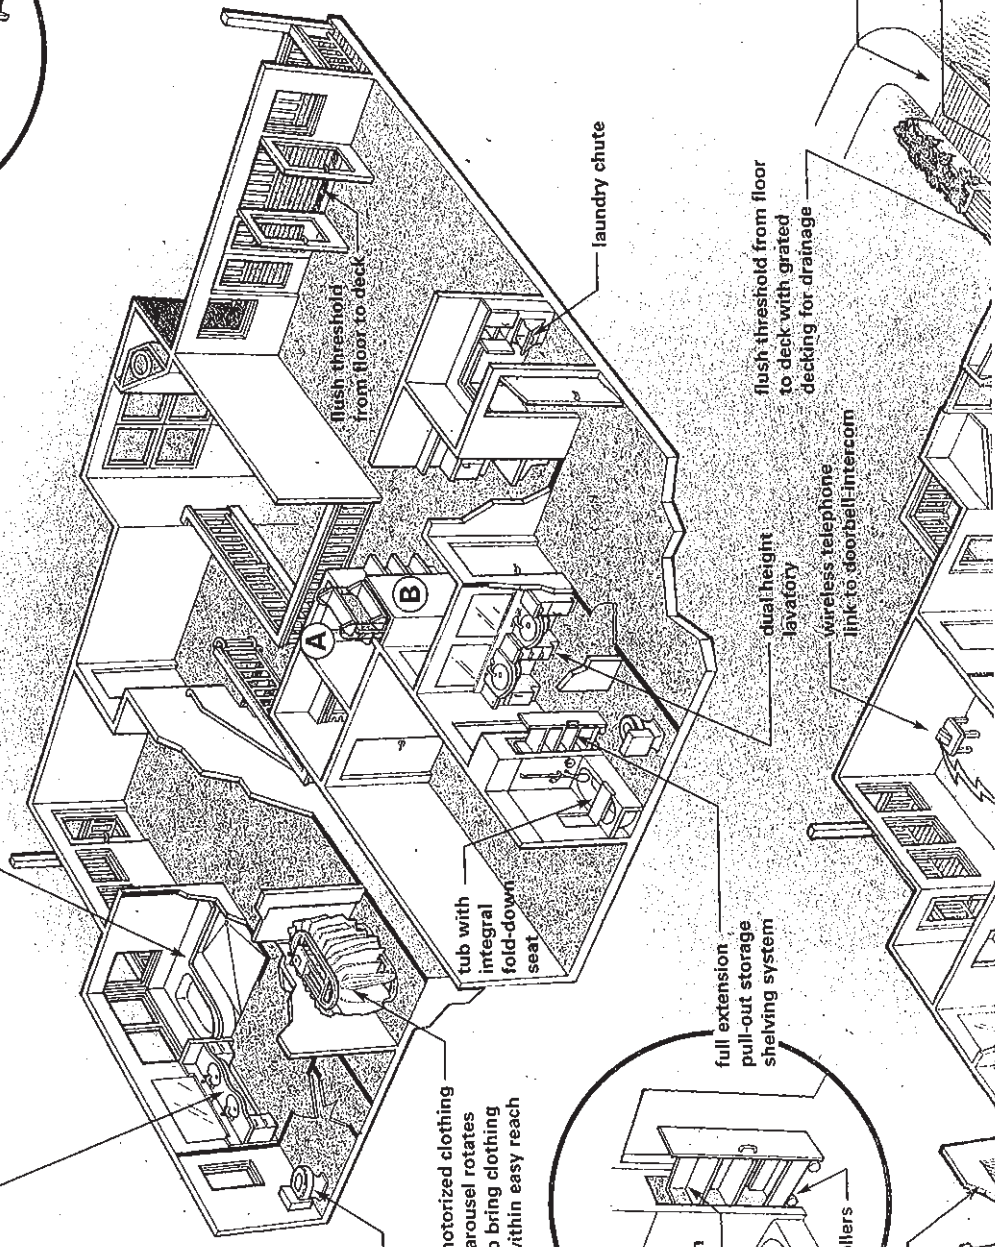 flush threshold
from floor to deck
laundry chute
flush threshold from floor
to deck with grated
decking for drainage
A
B
dual height
lavatory
wireless telephone
link to doorbell-intercom
tub with
integral
fold-down
seat
full extension
pull-out storage
shelving system
motorized clothing
carousel rotates
bring clothing
within easy reach